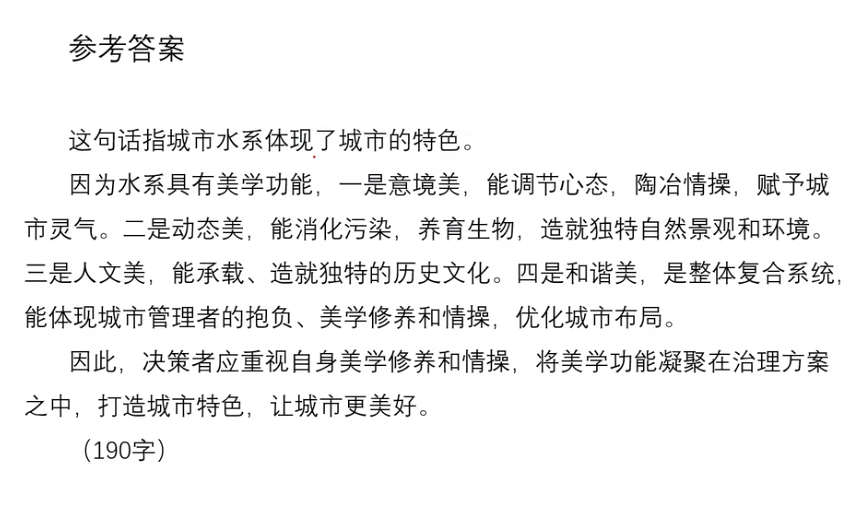 参考答案
这句话指城市水系体现了城市的特色。
因为水系具有美学功能，一是意境美，能调节心态，陶冶情操，赋予城
市灵气。二是动态美，能消化污染，养育生物，造就独特自然景观和环境。
三是人文美，能承载、造就独特的历史文化。四是和谐美，是整体复合系统，
能体现城市管理者的抱负、美学修养和情操，优化城市布局。
因此，决策者应重视自身美学修养和情操，将美学功能凝聚在治理方案
之中，打造城市特色，让城市更美好。
（190字）